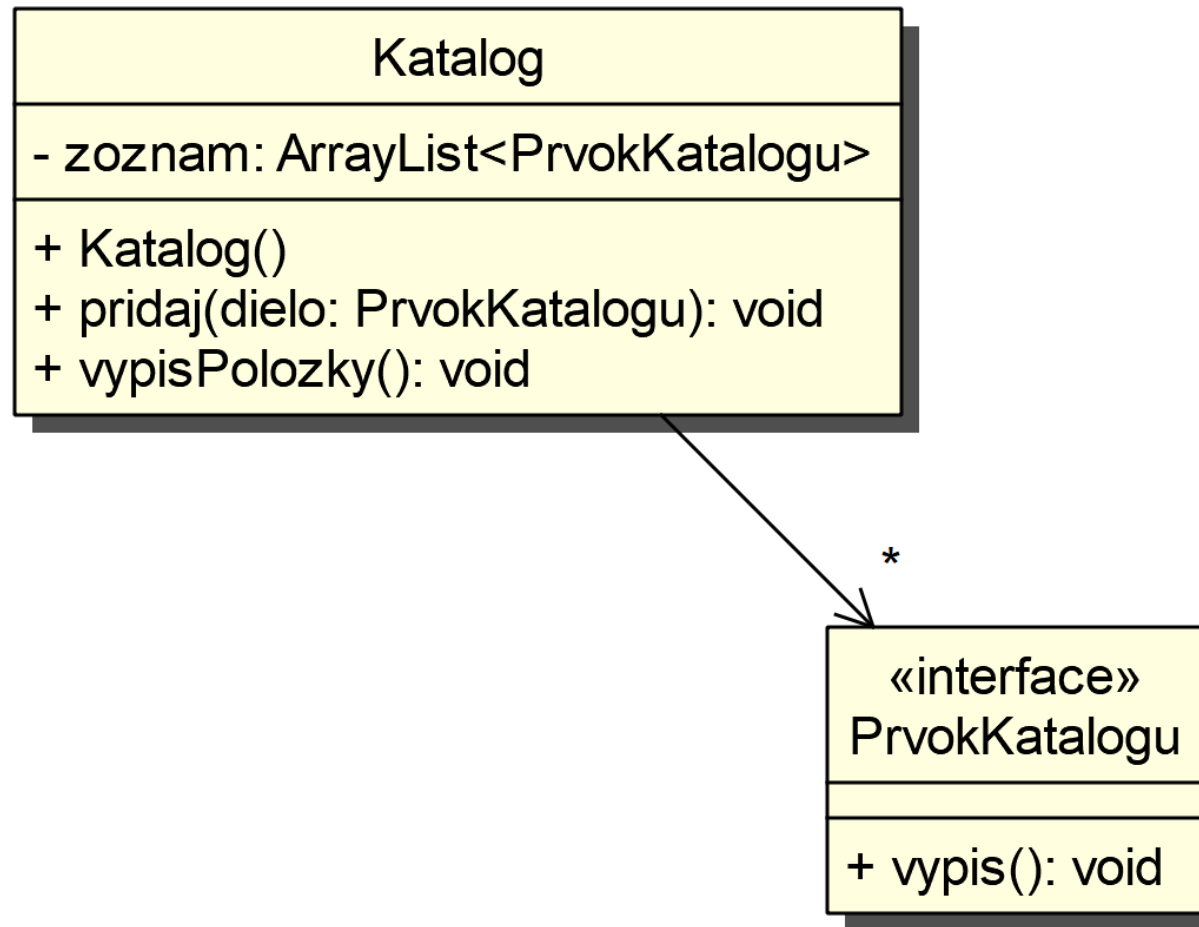 Katalog
- zoznam: ArrayList<PrvokKatalogu>
+ Katalog()
+ pridaj(dielo: PrvokKatalogu): void
+ vypisPolozky(): void
*
«interface»
PrvokKatalogu
+ vypis(): void